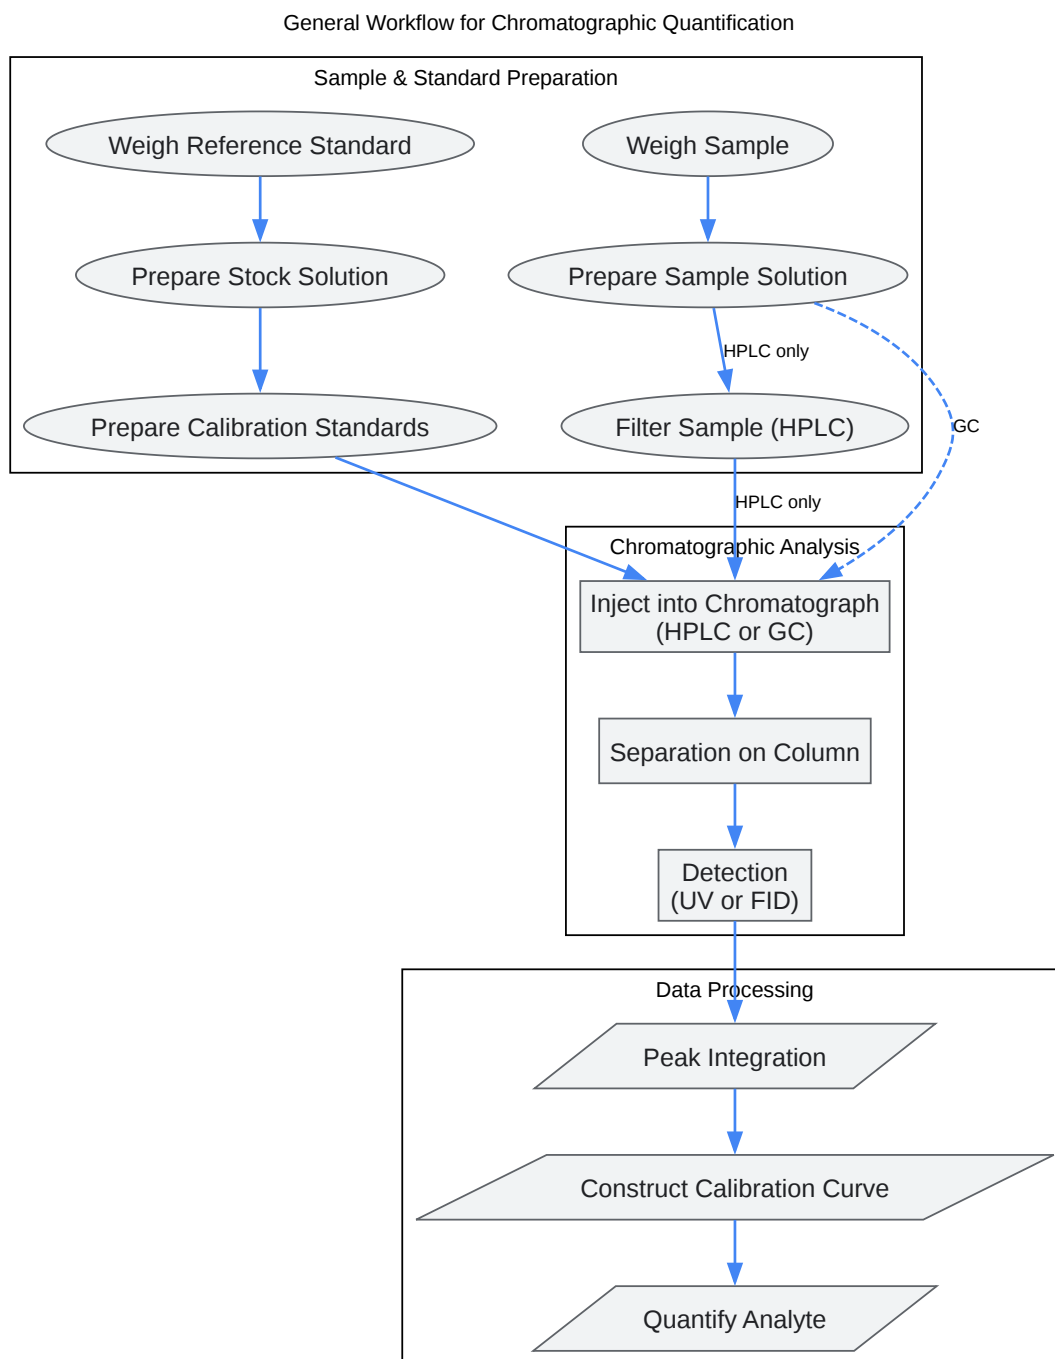 General Workflow for Chromatographic Quantification
Sample & Standard Preparation
Weigh Reference Standard
Weigh Sample
Prepare Stock Solution
Prepare Sample Solution
HPLC only
Prepare Calibration Standards
Filter Sample (HPLC)
GC
HPLC only
Chromatographic Analysis
Inject into Chromatograph
(HPLC or GC)
Separation on Column
Detection
(UV or FID)
Data Processing
Peak Integration
Construct Calibration Curve
Quantify Analyte